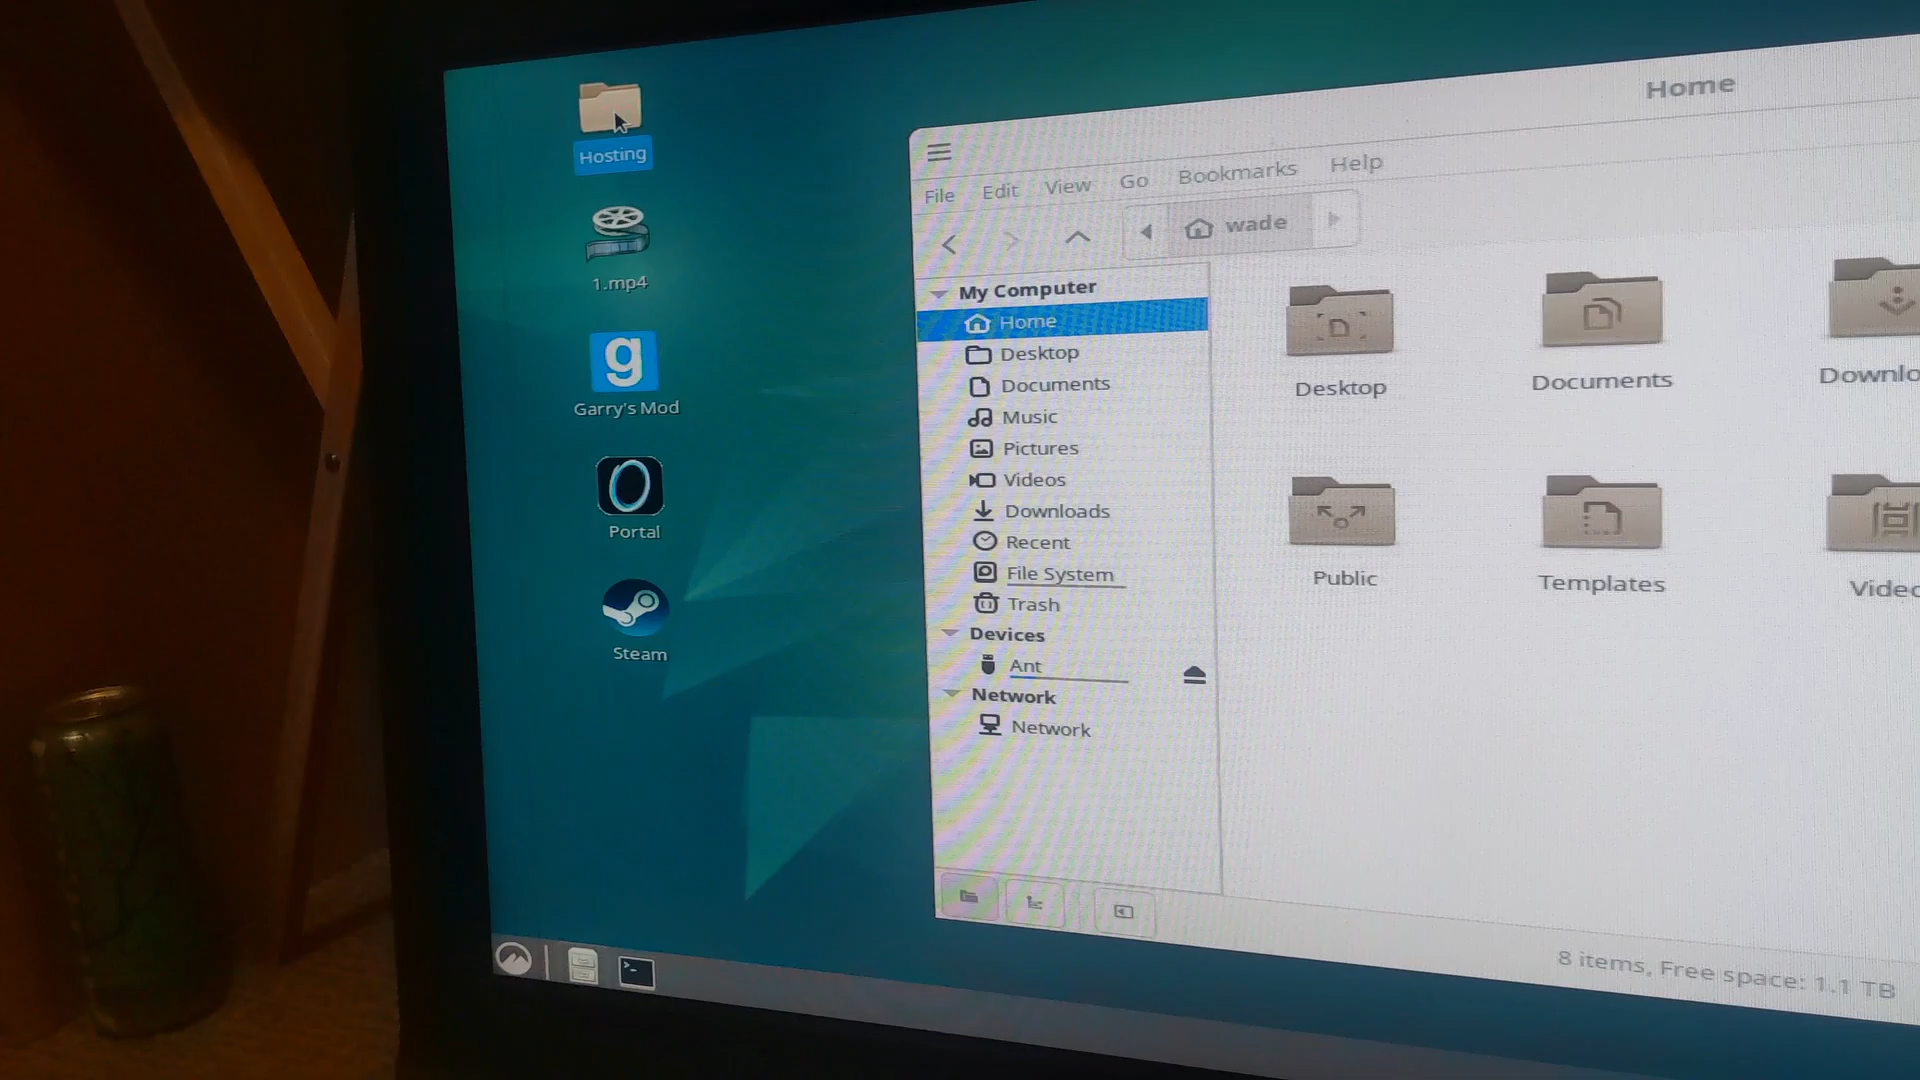 Hosting
1.mp4
g
Garry's Mod
Portal
Steam
Home
File Edit View Go Bookmarks Help
wade
My Computer
Home
Desktop
Documents
Music
Pictures
Videos
Downloads
Recent
File System
Trash
Devices
Ant
Network
Network
Desktop
Documents
Downlo
Public
Templates
Videc
8 items, Free space: 1.1 TB